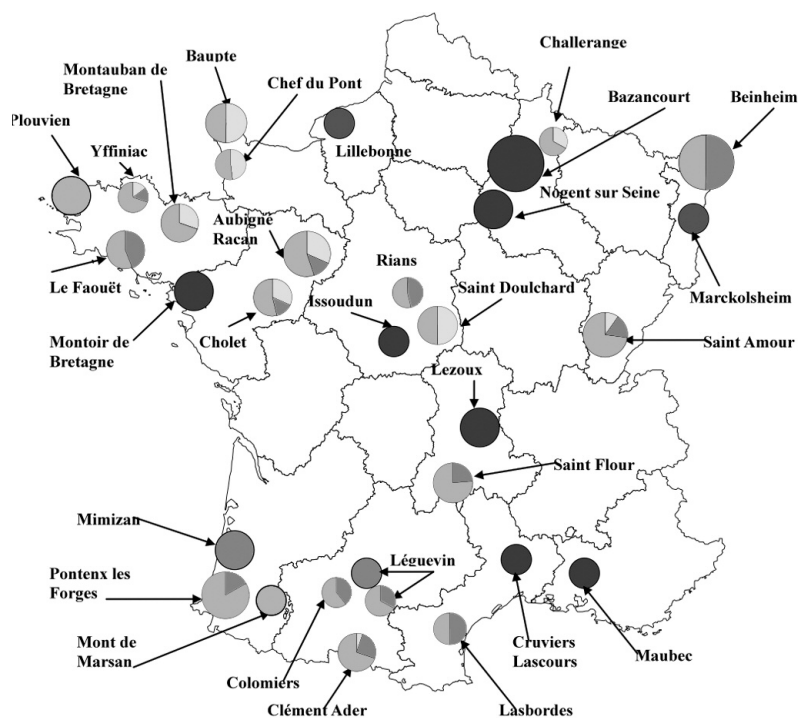 Challerange
Baupte
Montauban de
Bretagne
Chef du Pont
Bazancourt
Beinheim
Plouvien
Yffiniac
Lillebonne
Nogent sur Seine
Aubigné
Racan
Rians
Le Faouët
Saint Doulchard
Marckolsheim
Issoudun
Montoir de
Bretagne
Cholet
Saint Amour
Lezoux
Saint Flour
Mimizan
Léguevin
Pontenx les
Forges
Mont de
Marsan
Cruviers
Lascours
Maubec
Colomiers
Clément Ader
Lasbordes